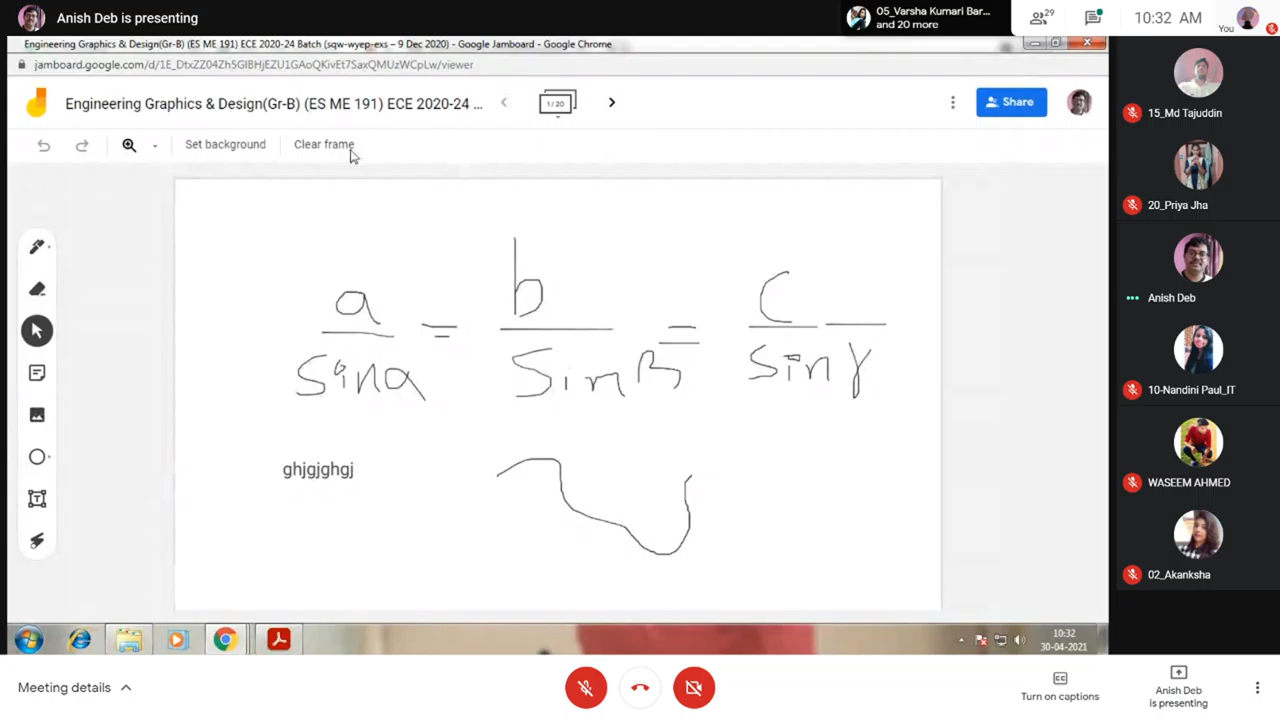 Anish Deb is presenting
05_Varsha Kumari Bar...
and 20 more
29
10:32 AM
You
Engineering Graphics & Design(Gr-B) (ES ME 191) ECE 2020-24 Batch (sqw-wyep-exs – 9 Dec 2020) - Google Jamboard - Google Chrome
jamboard.google.com/d/1E_DtxZZ04Zh5GIBHjEZU1GAoQKivEt7SaxQMUzWCpLw/viewer
Engineering Graphics & Design(Gr-B) (ES ME 191) ECE 2020-24 ...
1/20
Share
Set background
Clear frame
a/sinα = b/Sinβ = c/sinγ
ghjgjghgj
15_Md Tajuddin
20_Priya Jha
Anish Deb
10-Nandini Paul_IT
WASEEM AHMED
02_Akanksha
10:32
30-04-2021
Meeting details
Turn on captions
Anish Deb
is presenting